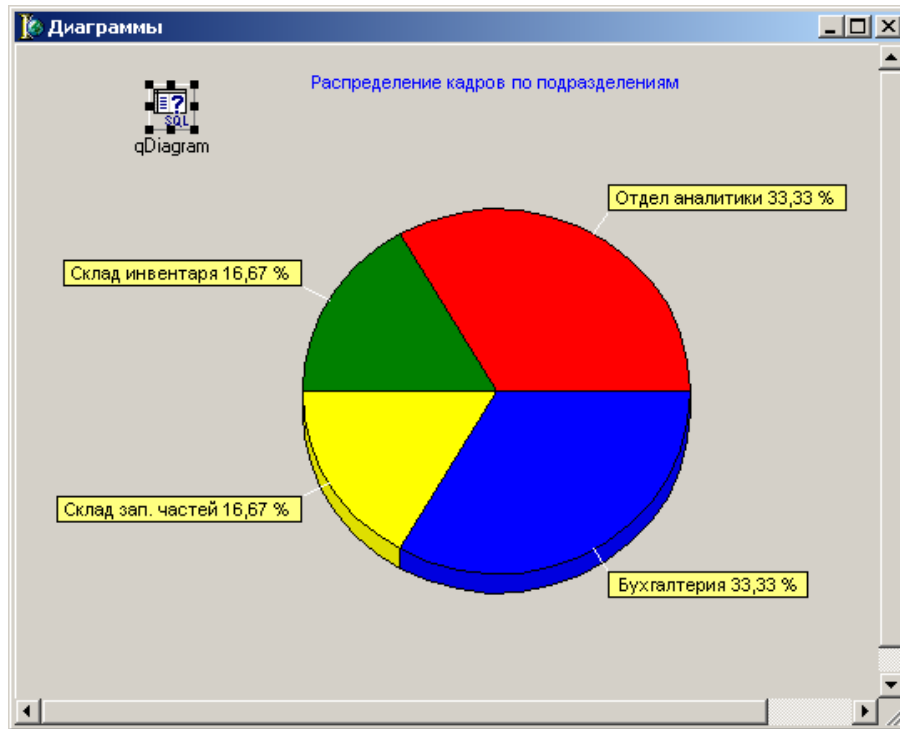 Диаграммы
Распределение кадров по подразделениям
SQL
qDiagram
Отдел аналитики 33,33 %
Склад инвентаря 16,67 %
Склад зап. частей 16,67 %
Бухгалтерия 33,33 %